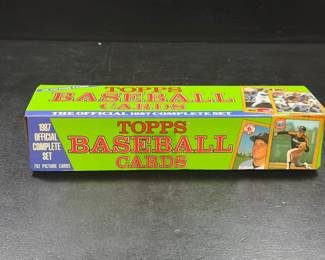 TOPPS
BASEBALL
CARDS
THE OFFICIAL 1987 COMPLETE SET
1987
OFFICIAL
COMPLETE
SET
792 PICTURE CARDS
TOPPS
BASEBALL
CARDS